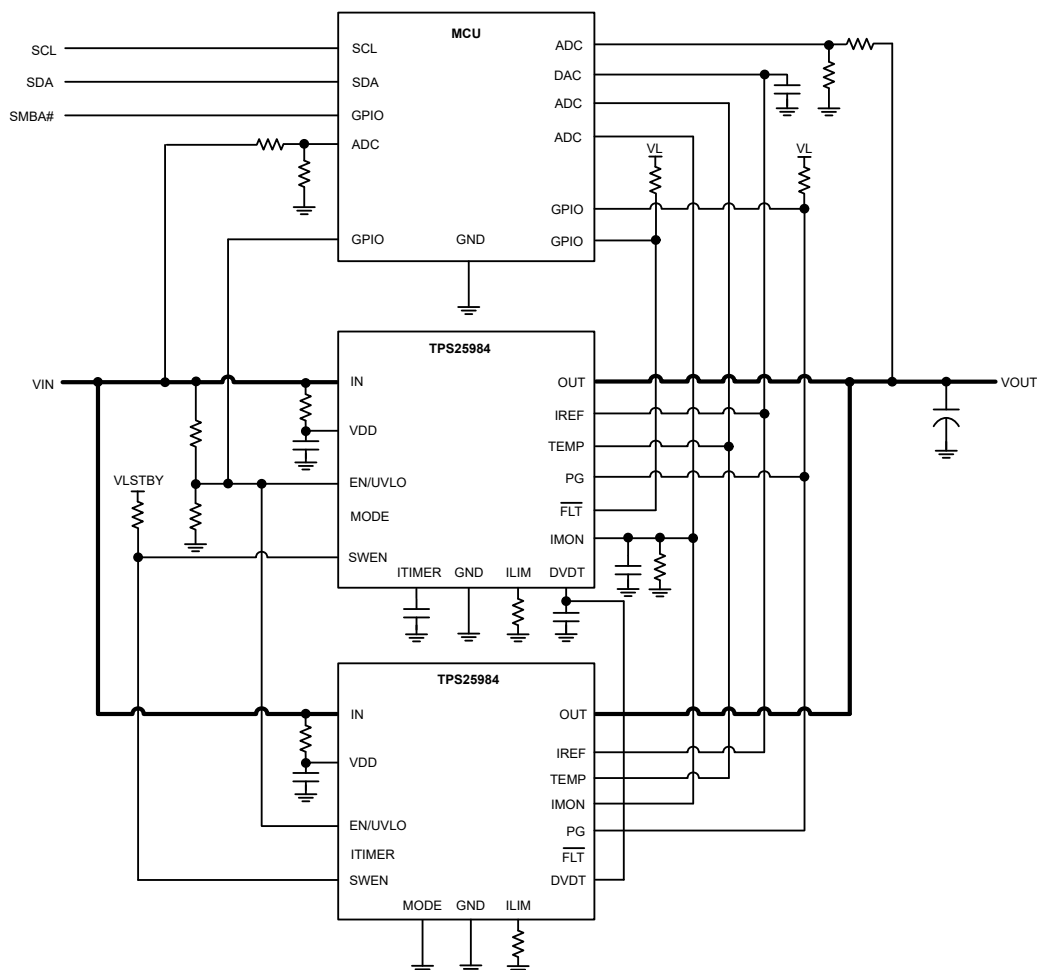 MCU
SCL
SCL
ADC
SDA
SDA
DAC
SMBA#
GPIO
ADC
ADC
ADC
VL
VL
GPIO
GPIO
GND
GPIO
TPS25984
VIN
IN
OUT
VOUT
IREF
VDD
TEMP
VLSTBY
EN/UVLO
PG
MODE
FLT
SWEN
IMON
ITIMER
GND
ILIM
DVDT
TPS25984
IN
OUT
VDD
IREF
TEMP
IMON
EN/UVLO
PG
ITIMER
FLT
SWEN
DVDT
MODE
GND
ILIM